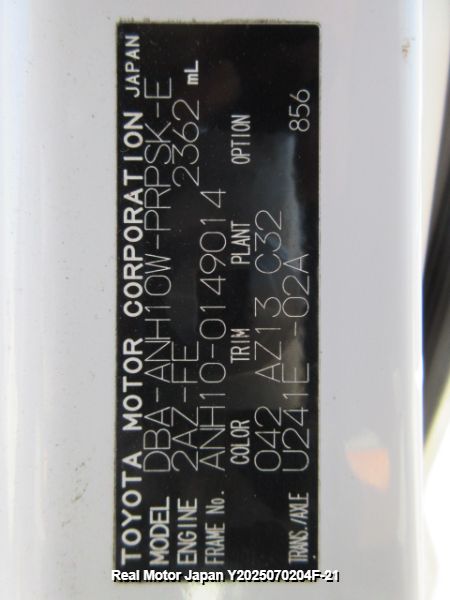 TOYOTA MOTOR CORPORATION JAPAN
MODEL DBA-ANH10W-PRPSK-E
ENGINE 2AZ-FE 2362 mL
FRAME No. ANH10-0149014
COLOR TRIM PLANT OPTION
042 AZ13 C32 856
TRANS./AXLE U241E -02A
Real Motor Japan Y2025070204F-21